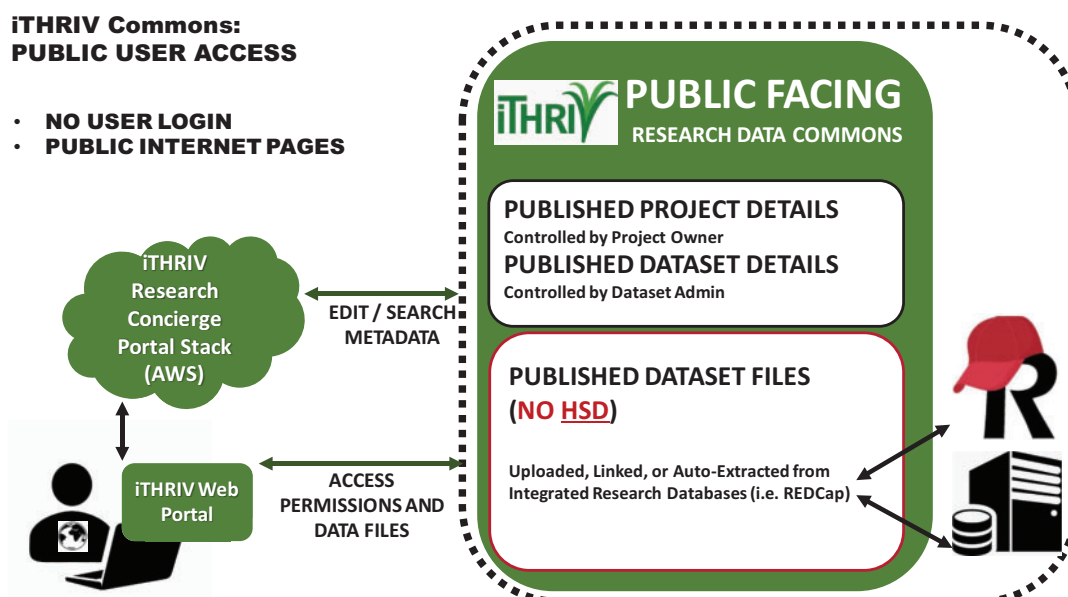 iTHRIV Commons:
PUBLIC USER ACCESS
• NO USER LOGIN
• PUBLIC INTERNET PAGES
iTHRIV
Research
Concierge
Portal Stack
(AWS)
iTHRIV Web
Portal
EDIT / SEARCH
METADATA
ACCESS
PERMISSIONS AND
DATA FILES
iTHRIV
PUBLIC FACING
RESEARCH DATA COMMONS
PUBLISHED PROJECT DETAILS
Controlled by Project Owner
PUBLISHED DATASET DETAILS
Controlled by Dataset Admin
PUBLISHED DATASET FILES
(NO HSD)
Uploaded, Linked, or Auto-Extracted from
Integrated Research Databases (i.e. REDCap)
R